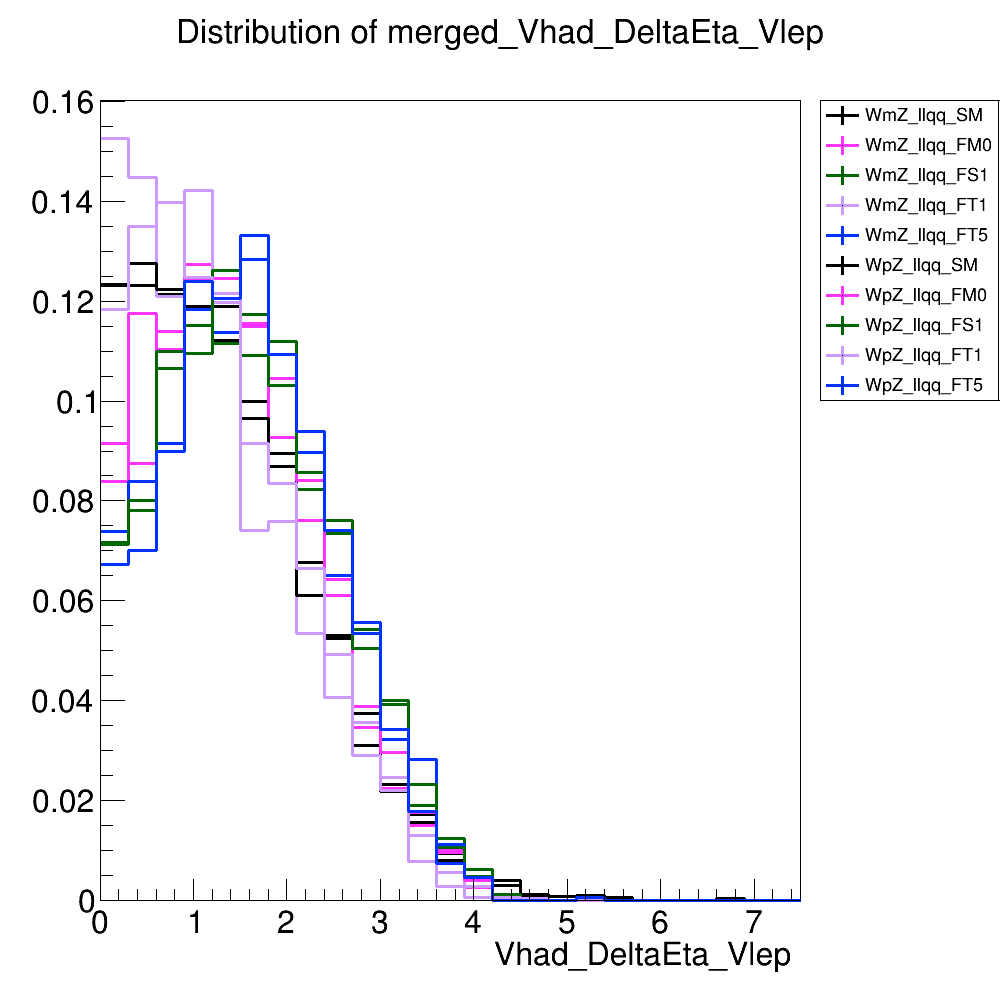 Distribution of merged_Vhad_DeltaEta_Vlep
0.16
0.14
0.12
0.1
0.08
0.06
0.04
0.02
0
0 1 2 3 4 5 6 7
Vhad_DeltaEta_Vlep
WmZ_llqq_SM
WmZ_llqq_FM0
WmZ_llqq_FS1
WmZ_llqq_FT1
WmZ_llqq_FT5
WpZ_llqq_SM
WpZ_llqq_FM0
WpZ_llqq_FS1
WpZ_llqq_FT1
WpZ_llqq_FT5